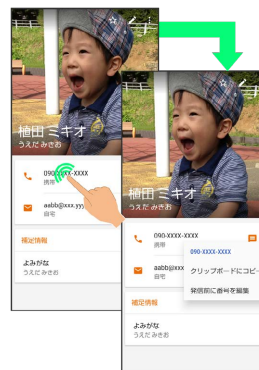 植田 ミキオ
うえだ みきお
090-XXXX-XXXX
携帯
aabb@xxx.yyy
自宅
補足情報
よみがな
うえだ みきお
植田 ミキオ
うえだ みきお
090-XXXX-XXXX
携帯
aabb@xxx
自宅
090-XXXX-XXXX
クリップボードにコピー
発信前に番号を編集
補足情報
よみがな
うえだ みきお